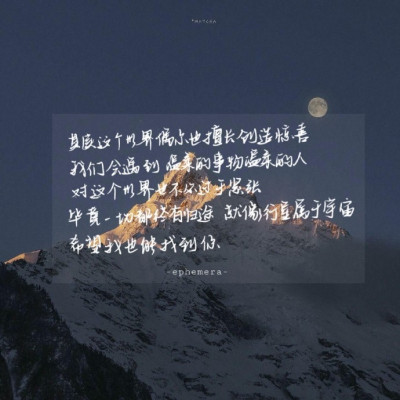 其实这个世界偶尔也擅长创造惊喜
我们会遇到温柔的事物温柔的人
对这个世界也不必过于紧张
毕竟一切都终有归途 就像行星属于宇宙
希望我也能找到你
-ephemera-